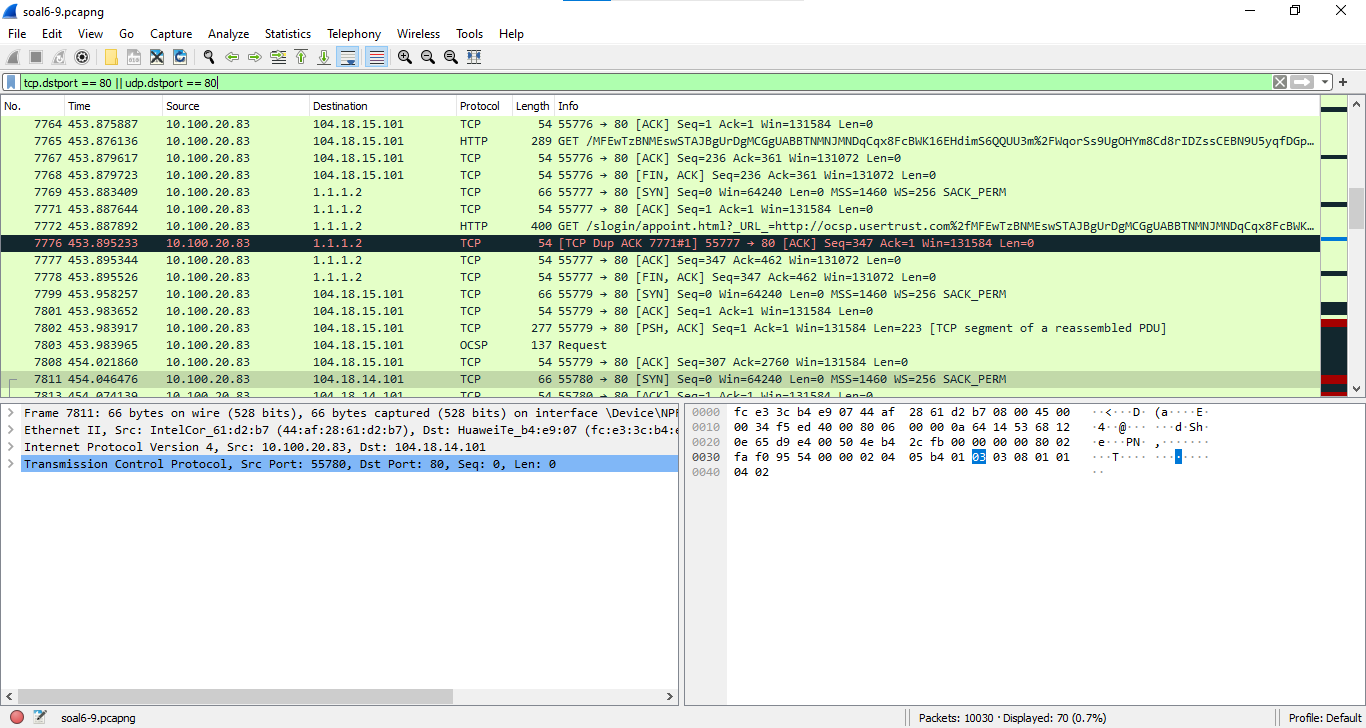 soal6-9.pcapng
File Edit View Go Capture Analyze Statistics Telephony Wireless Tools Help
tcp.dstport == 80 || udp.dstport == 80
No. Time Source Destination Protocol Length Info
7764 453.875887 10.100.20.83 104.18.15.101 TCP 54 55776 → 80 [ACK] Seq=1 Ack=1 Win=131584 Len=0
7765 453.876136 10.100.20.83 104.18.15.101 HTTP 289 GET /MFEwTzBNMEswSTAJBgUrDgMCGgUABBTNMNJMNDqCqx8FcBWK16EHdimS6QQUU3m%2FWqorSs9UgOHYm8Cd8rIDZssCEBN9U5yqfDGp…
7767 453.879617 10.100.20.83 104.18.15.101 TCP 54 55776 → 80 [ACK] Seq=236 Ack=361 Win=131072 Len=0
7768 453.879723 10.100.20.83 104.18.15.101 TCP 54 55776 → 80 [FIN, ACK] Seq=236 Ack=361 Win=131072 Len=0
7769 453.883409 10.100.20.83 1.1.1.2 TCP 66 55777 → 80 [SYN] Seq=0 Win=64240 Len=0 MSS=1460 WS=256 SACK_PERM
7771 453.887644 10.100.20.83 1.1.1.2 TCP 54 55777 → 80 [ACK] Seq=1 Ack=1 Win=131584 Len=0
7772 453.887892 10.100.20.83 1.1.1.2 HTTP 400 GET /slogin/appoint.html?_URL_=http://ocsp.usertrust.com%2fMFEwTzBNMEswSTAJBgUrDgMCGgUABBTNMNJMNDqCqx8FcBWK…
7776 453.895233 10.100.20.83 1.1.1.2 TCP 54 [TCP Dup ACK 7771#1] 55777 → 80 [ACK] Seq=347 Ack=1 Win=131584 Len=0
7777 453.895344 10.100.20.83 1.1.1.2 TCP 54 55777 → 80 [ACK] Seq=347 Ack=462 Win=131072 Len=0
7778 453.895526 10.100.20.83 1.1.1.2 TCP 54 55777 → 80 [FIN, ACK] Seq=347 Ack=462 Win=131072 Len=0
7799 453.958257 10.100.20.83 104.18.15.101 TCP 66 55779 → 80 [SYN] Seq=0 Win=64240 Len=0 MSS=1460 WS=256 SACK_PERM
7801 453.983652 10.100.20.83 104.18.15.101 TCP 54 55779 → 80 [ACK] Seq=1 Ack=1 Win=131584 Len=0
7802 453.983917 10.100.20.83 104.18.15.101 TCP 277 55779 → 80 [PSH, ACK] Seq=1 Ack=1 Win=131584 Len=223 [TCP segment of a reassembled PDU]
7803 453.983965 10.100.20.83 104.18.15.101 OCSP 137 Request
7808 454.021860 10.100.20.83 104.18.15.101 TCP 54 55779 → 80 [ACK] Seq=307 Ack=2760 Win=131584 Len=0
7811 454.046476 10.100.20.83 104.18.14.101 TCP 66 55780 → 80 [SYN] Seq=0 Win=64240 Len=0 MSS=1460 WS=256 SACK_PERM
7813 454.074139 10.100.20.83 104.18.14.101 TCP 54 55780 → 80 [ACK] Seq=1 Ack=1 Win=131584 Len=0
Frame 7811: 66 bytes on wire (528 bits), 66 bytes captured (528 bits) on interface \Device\NPF
Ethernet II, Src: IntelCor_61:d2:b7 (44:af:28:61:d2:b7), Dst: HuaweiTe_b4:e9:07 (fc:e3:3c:b4:e
Internet Protocol Version 4, Src: 10.100.20.83, Dst: 104.18.14.101
Transmission Control Protocol, Src Port: 55780, Dst Port: 80, Seq: 0, Len: 0
0000 fc e3 3c b4 e9 07 44 af 28 61 d2 b7 08 00 45 00 ··<···D· (a····E·
0010 00 34 f5 ed 40 00 80 06 00 00 0a 64 14 53 68 12 ·4··@··· ···d·Sh·
0020 0e 65 d9 e4 00 50 4e b4 2c fb 00 00 00 00 80 02 ·e···PN· ,·······
0030 fa f0 95 54 00 00 02 04 05 b4 01 03 03 08 01 01 ···T···· ········
0040 04 02 ··
soal6-9.pcapng
Packets: 10030 · Displayed: 70 (0.7%)
Profile: Default